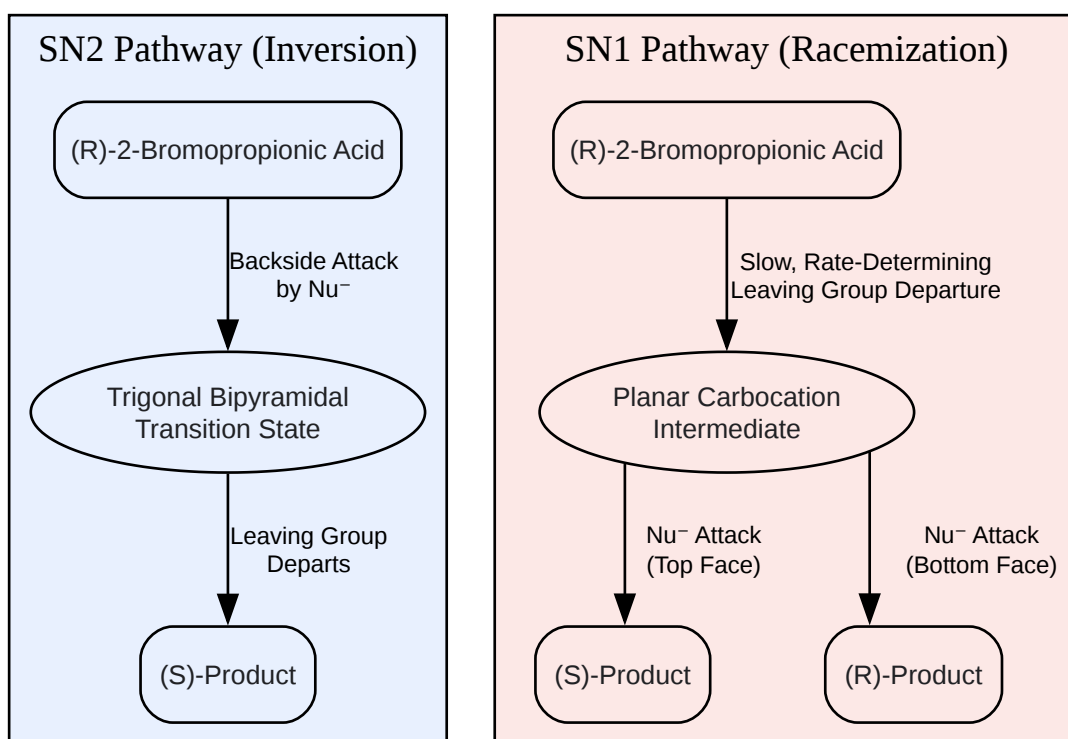 SN2 Pathway (Inversion)
(R)-2-Bromopropionic Acid
Backside Attack
by Nu⁻
Trigonal Bipyramidal
Transition State
Leaving Group
Departs
(S)-Product
SN1 Pathway (Racemization)
(R)-2-Bromopropionic Acid
Slow, Rate-Determining
Leaving Group Departure
Planar Carbocation
Intermediate
Nu⁻ Attack
(Top Face)
Nu⁻ Attack
(Bottom Face)
(S)-Product
(R)-Product